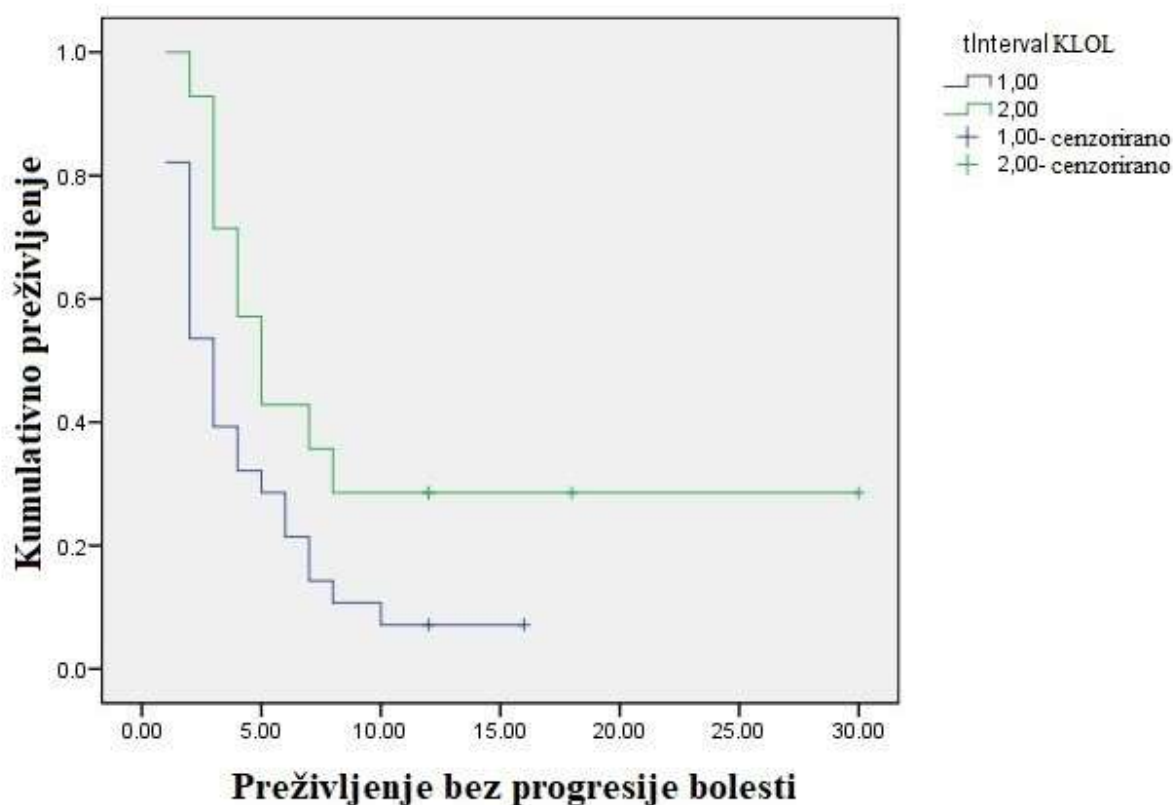 tInterval KLOL
1,00
2,00
1,00- cenzorirano
2,00- cenzorirano
Kumulativno preživljenje
1.0
0.8
0.6
0.4
0.2
0.0
0.00 5.00 10.00 15.00 20.00 25.00 30.00
Preživljenje bez progresije bolesti